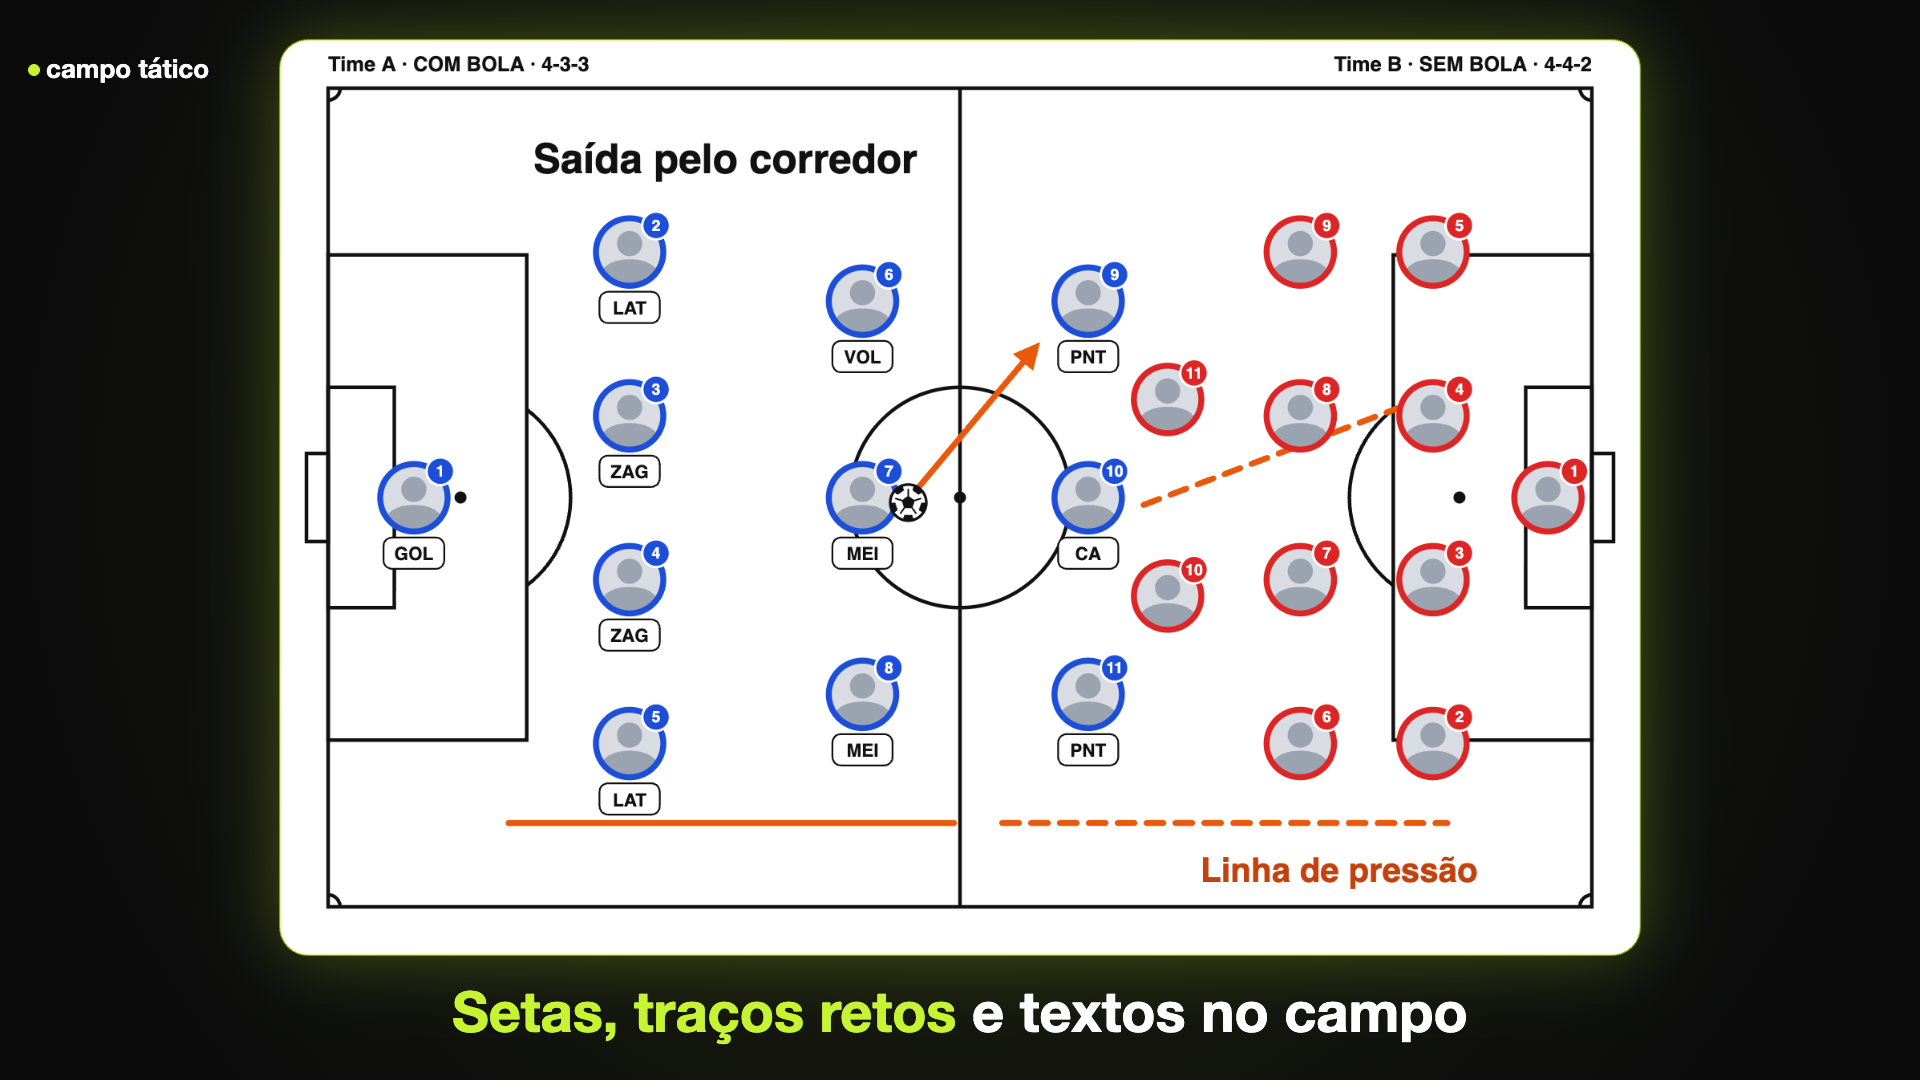 campo tático
Time A · COM BOLA · 4-3-3
Time B · SEM BOLA · 4-4-2
Saída pelo corredor
2
LAT
6
VOL
9
PNT
9
5
3
ZAG
11
8
4
1
GOL
7
MEI
10
CA
1
4
ZAG
10
7
3
5
LAT
8
MEI
11
PNT
6
2
Linha de pressão
Setas, traços retos e textos no campo